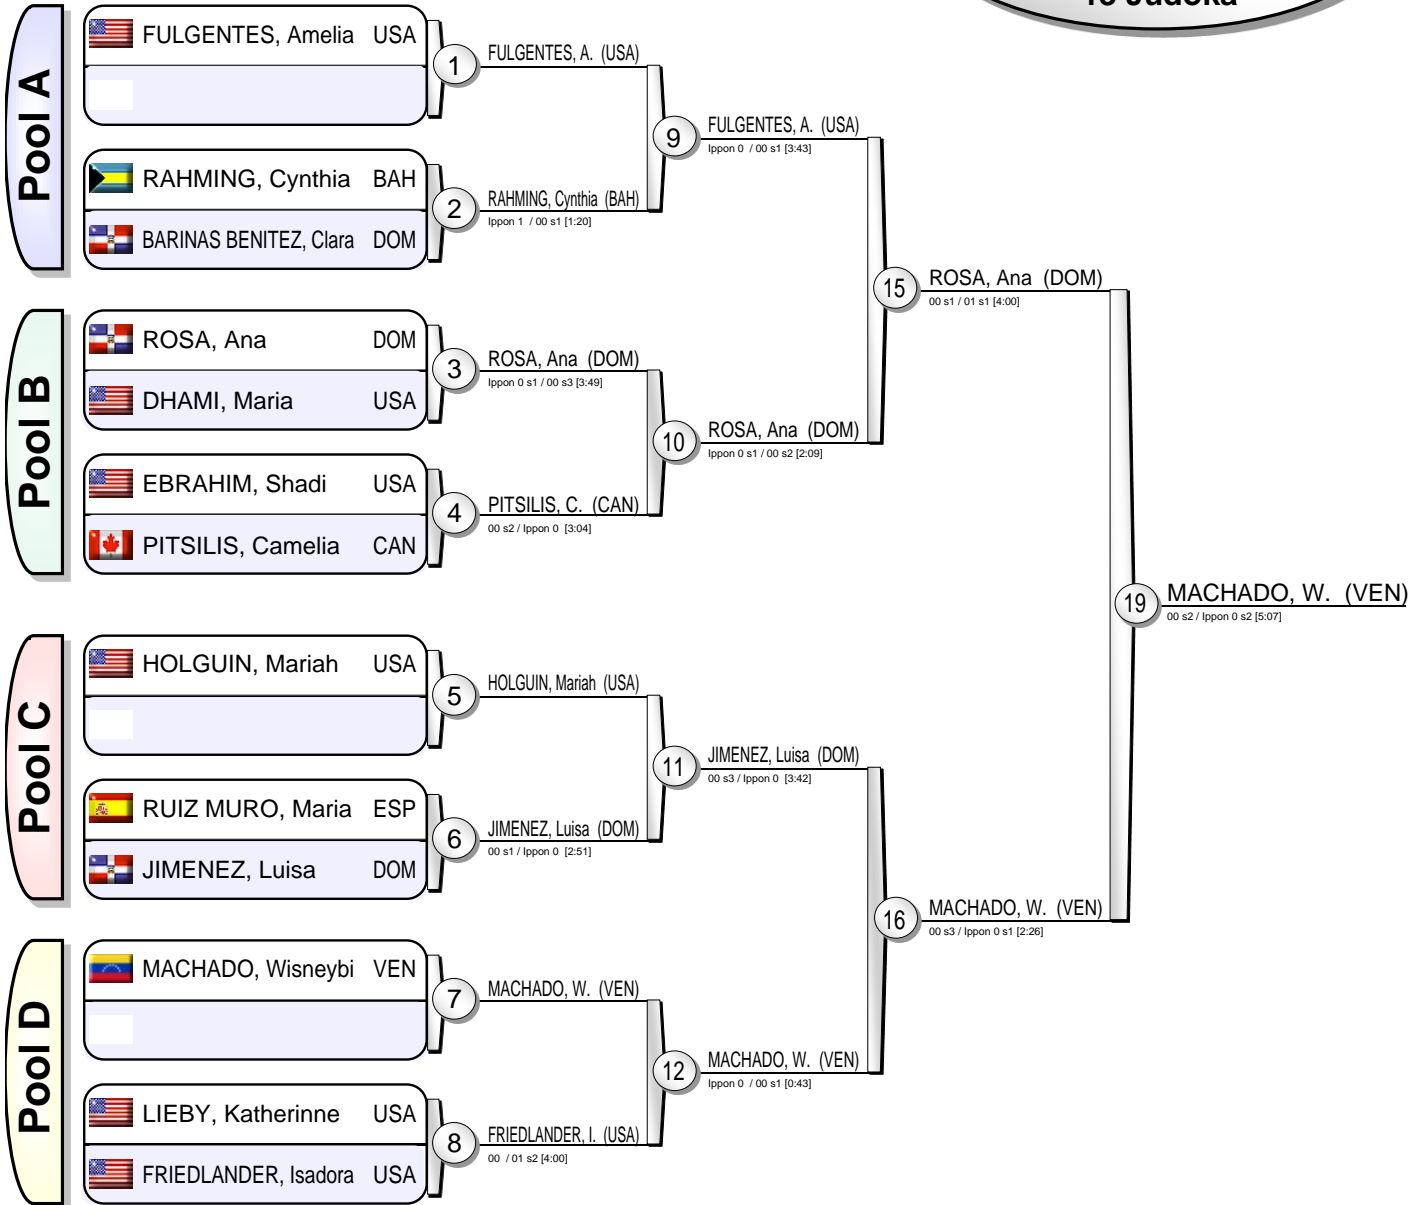 Pool A
FULGENTES, Amelia USA
RAHMING, Cynthia BAH
BARINAS BENITEZ, Clara DOM
Pool B
ROSA, Ana DOM
DHAMI, Maria USA
EBRAHIM, Shadi USA
PITSILIS, Camelia CAN
Pool C
HOLGUIN, Mariah USA
RUIZ MURO, Maria ESP
JIMENEZ, Luisa DOM
Pool D
MACHADO, Wisneybi VEN
LIEBY, Katherinne USA
FRIEDLANDER, Isadora USA
1
FULGENTES, A. (USA)
2
RAHMING, Cynthia (BAH)
Ippon 1 / 00 s1 [1:20]
3
ROSA, Ana (DOM)
Ippon 0 s1 / 00 s3 [3:49]
4
PITSILIS, C. (CAN)
00 s2 / Ippon 0 [3:04]
5
HOLGUIN, Mariah (USA)
6
JIMENEZ, Luisa (DOM)
00 s1 / Ippon 0 [2:51]
7
MACHADO, W. (VEN)
8
FRIEDLANDER, I. (USA)
00 / 01 s2 [4:00]
9
FULGENTES, A. (USA)
Ippon 0 / 00 s1 [3:43]
10
ROSA, Ana (DOM)
Ippon 0 s1 / 00 s2 [2:09]
11
JIMENEZ, Luisa (DOM)
00 s3 / Ippon 0 [3:42]
12
MACHADO, W. (VEN)
Ippon 0 / 00 s1 [0:43]
15
ROSA, Ana (DOM)
00 s1 / 01 s1 [4:00]
16
MACHADO, W. (VEN)
00 s3 / Ippon 0 s1 [2:26]
19
MACHADO, W. (VEN)
00 s2 / Ippon 0 s2 [5:07]